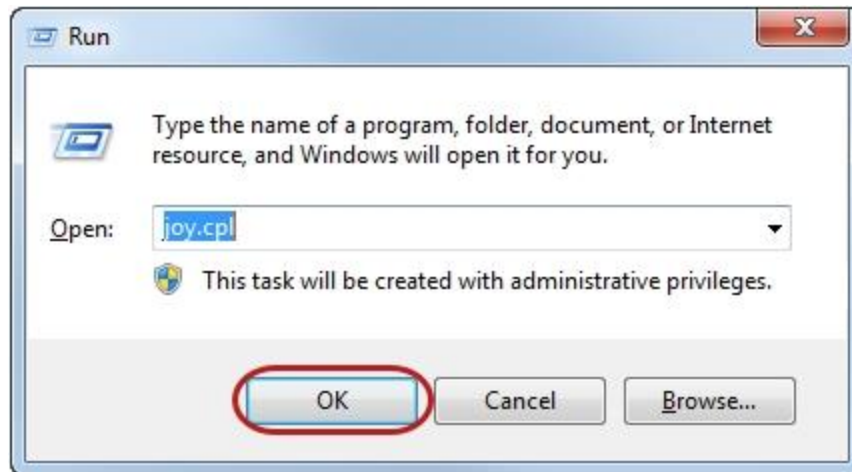 Run
Type the name of a program, folder, document, or Internet
resource, and Windows will open it for you.
Open: joy.cpl
This task will be created with administrative privileges.
OK Cancel Browse...